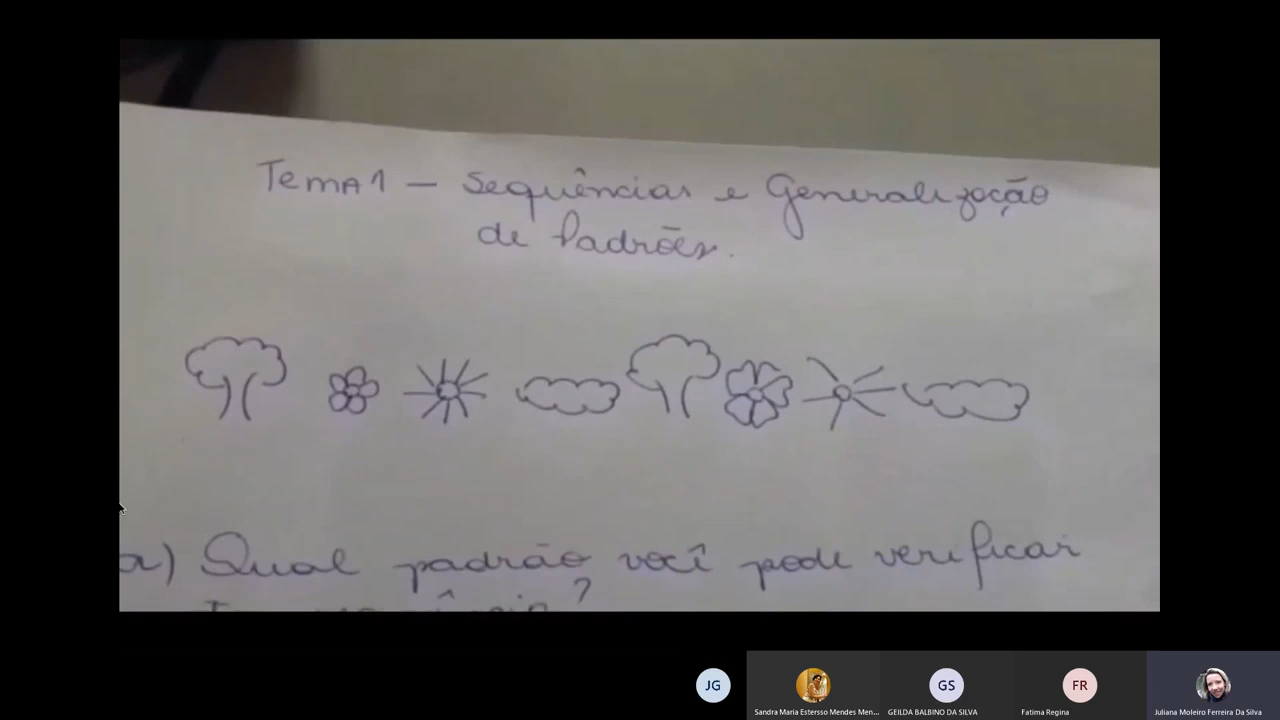 Tema 1 - Sequências e Generalização
de Padrões.
a) Qual padrão você pode verificar
JG
GS
FR
Sandra Maria Estersso Mendes Men...
GEILDA BALBINO DA SILVA
Fatima Regina
Juliana Moleiro Ferreira Da Silva